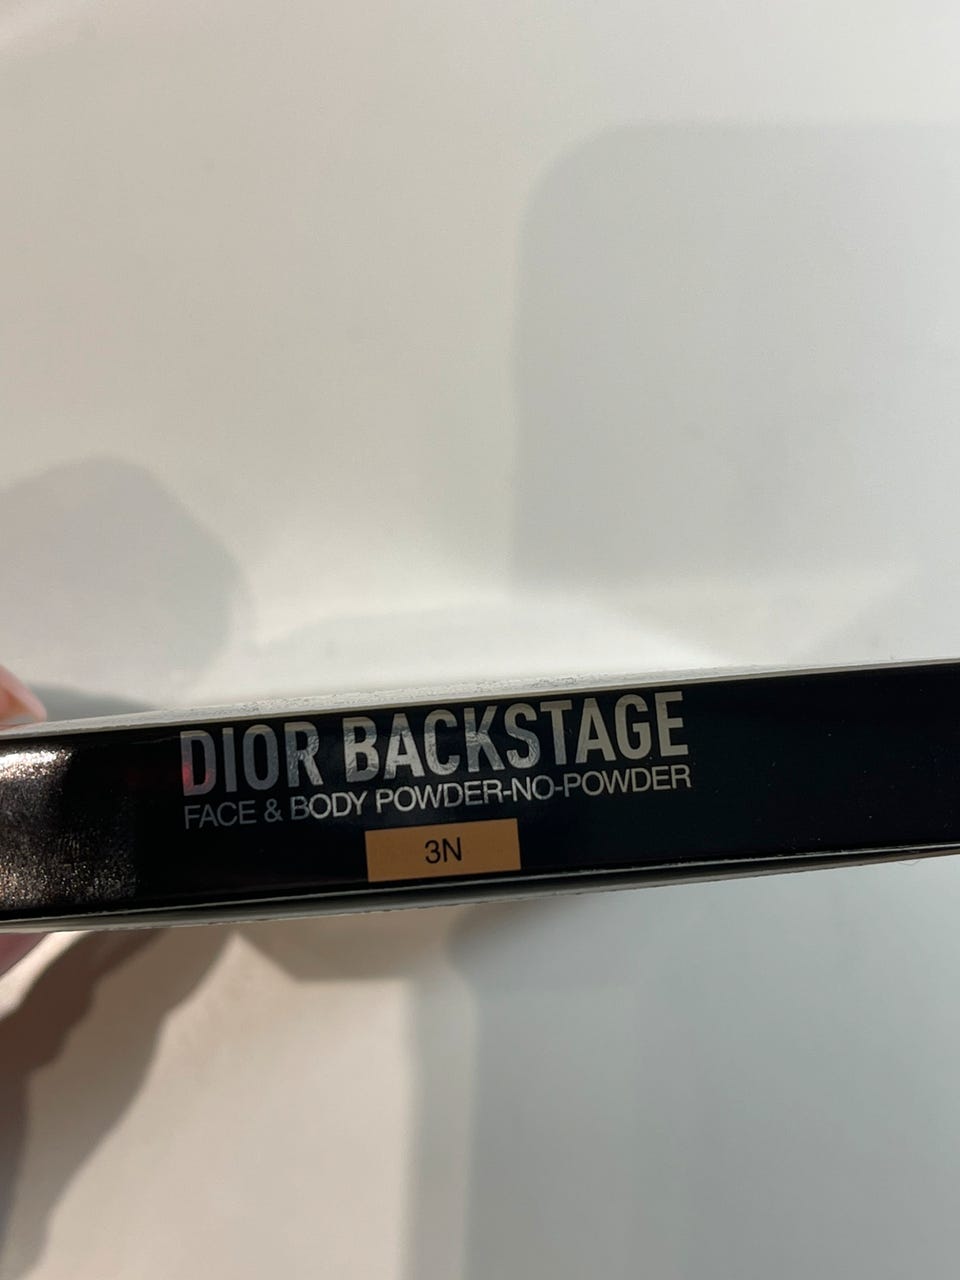 DIOR BACKSTAGE
FACE & BODY POWDER-NO-POWDER
3N